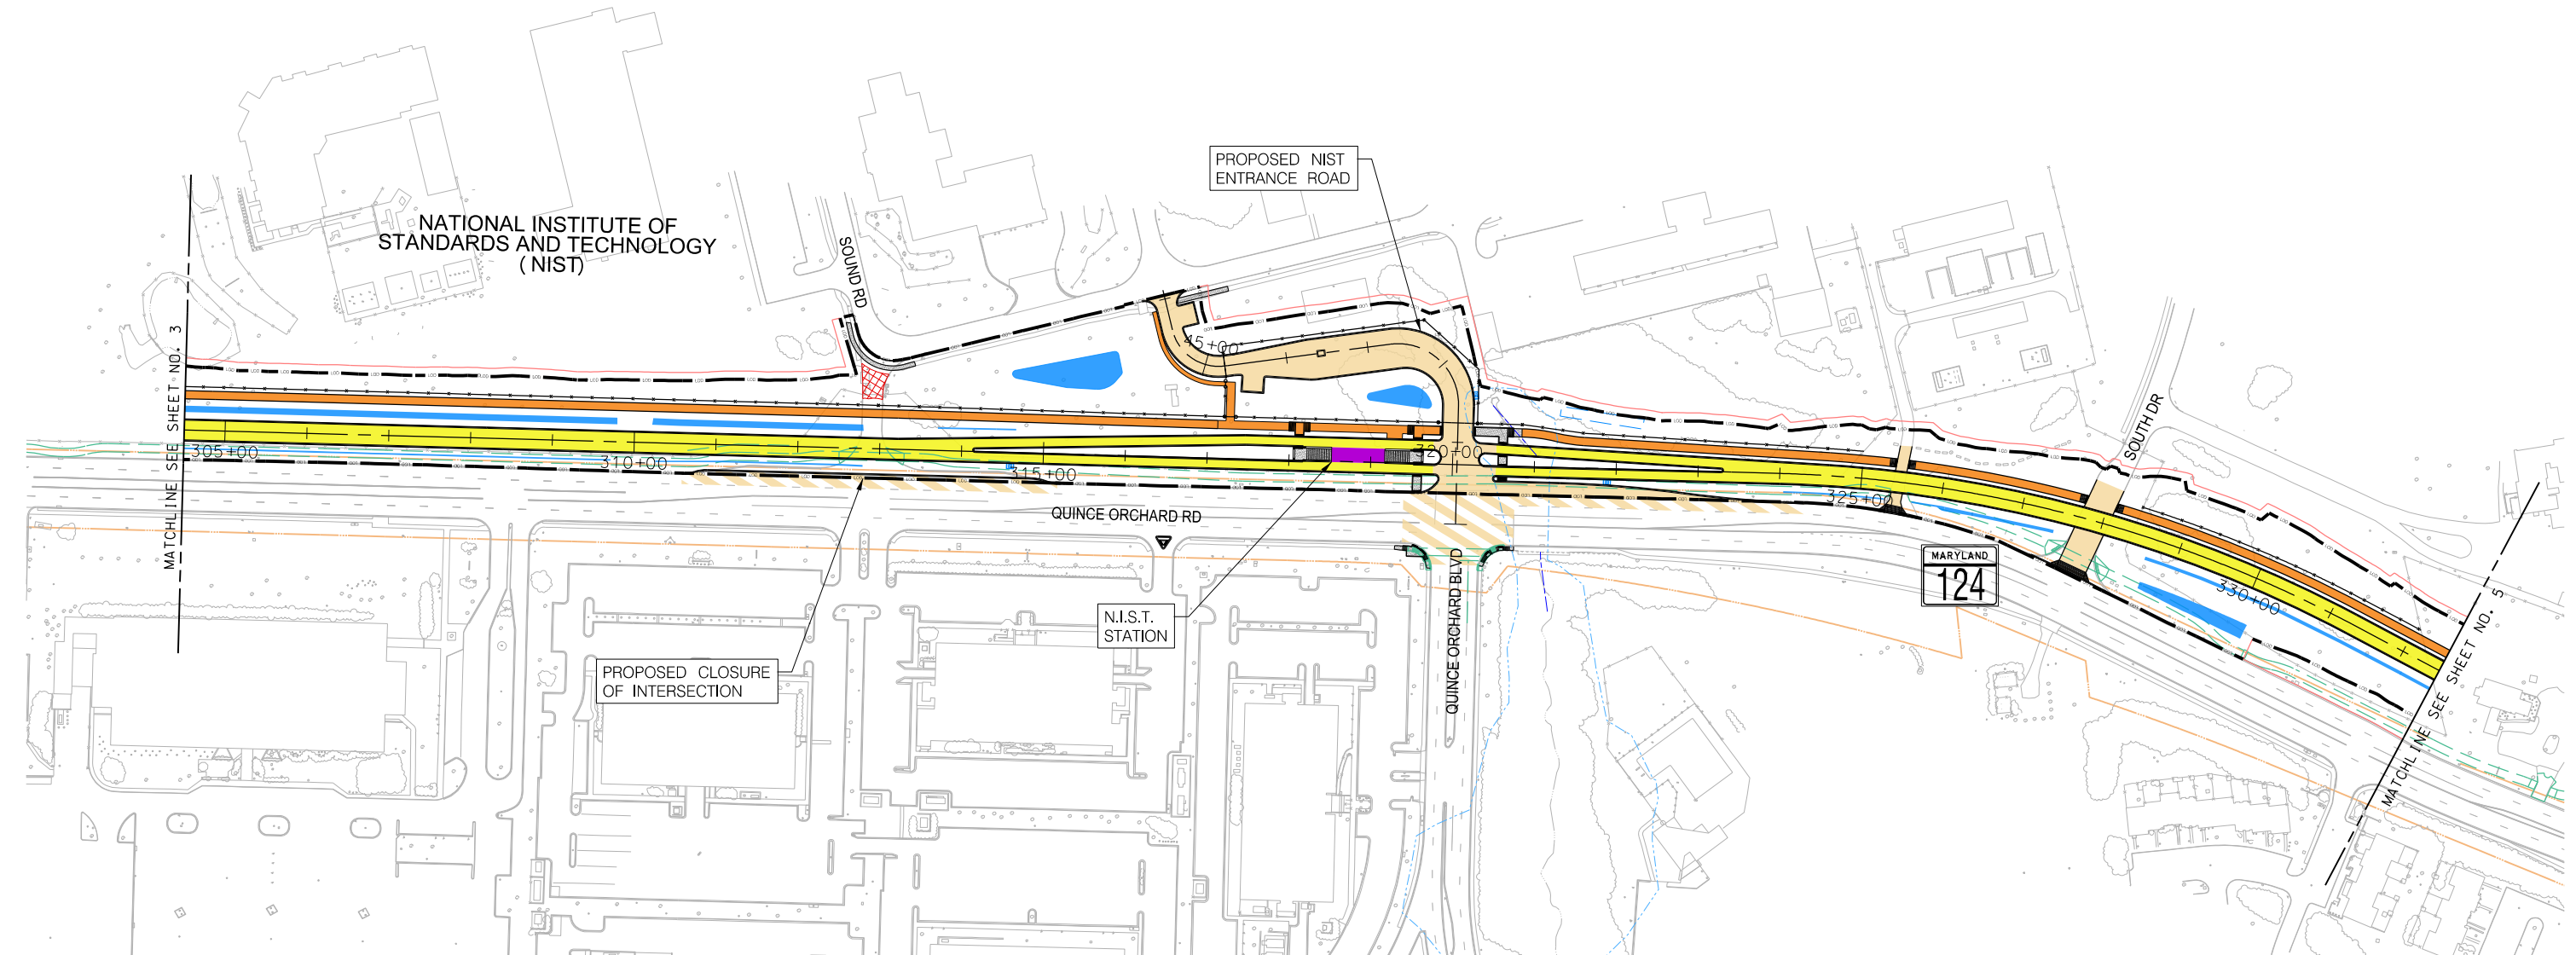 PROPOSED NIST
ENTRANCE ROAD
NATIONAL INSTITUTE OF
STANDARDS AND TECHNOLOGY
( NIST)
SOUND RD
MATCHLINE SEE SHEET NO. 3
45+00
SOUTH DR
305+00
310+00
315+00
320+00
325+00
330+00
QUINCE ORCHARD RD
QUINCE ORCHARD BLVD
MARYLAND
124
N.I.S.T.
STATION
PROPOSED CLOSURE
OF INTERSECTION
MATCHLINE SEE SHEET NO. 5